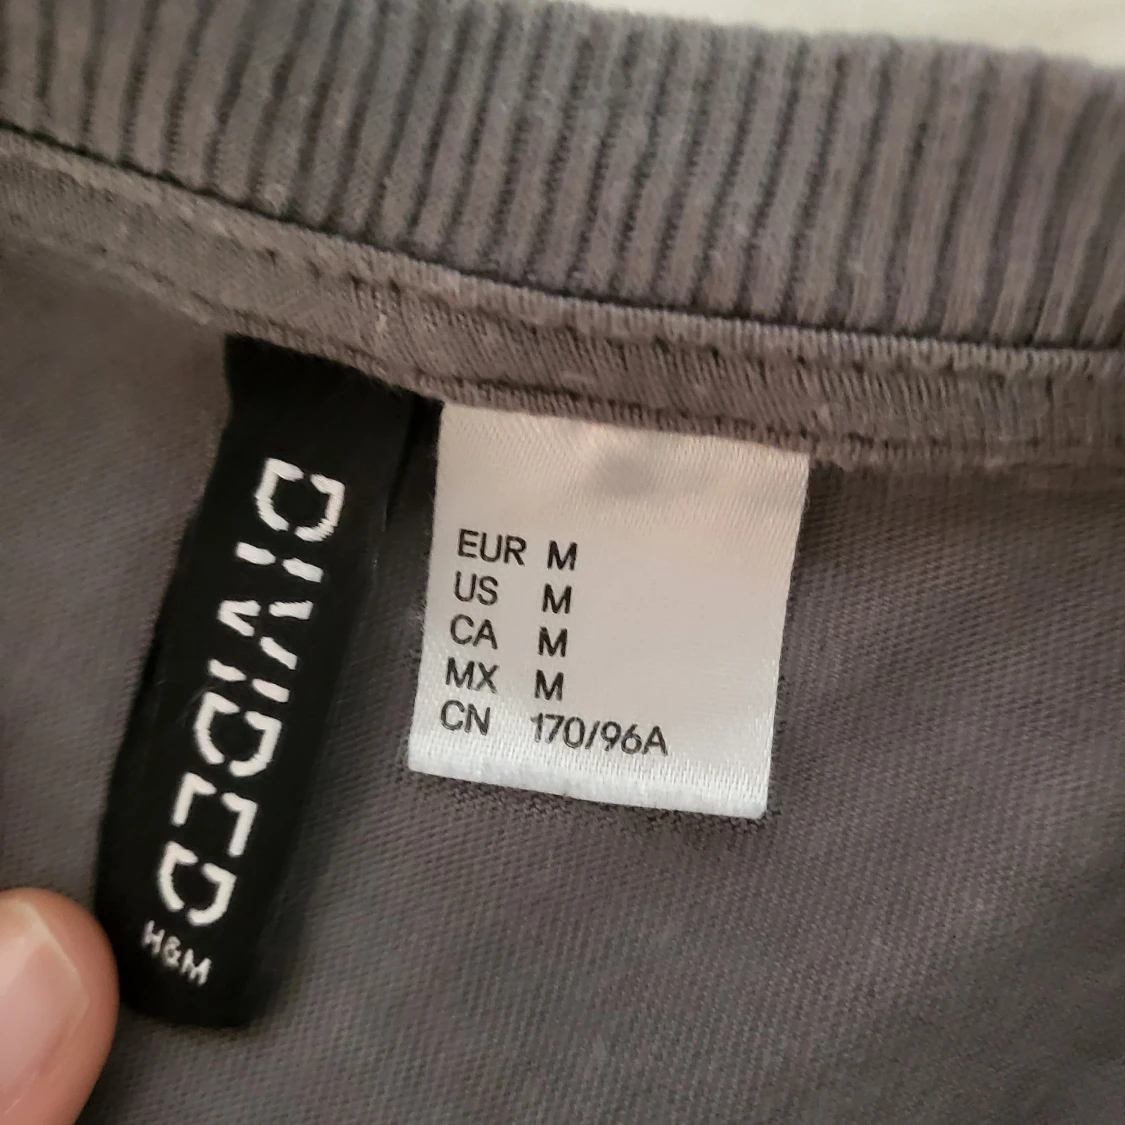 DIVIDED
H&M
EUR M
US M
CA M
MX M
CN 170/96A